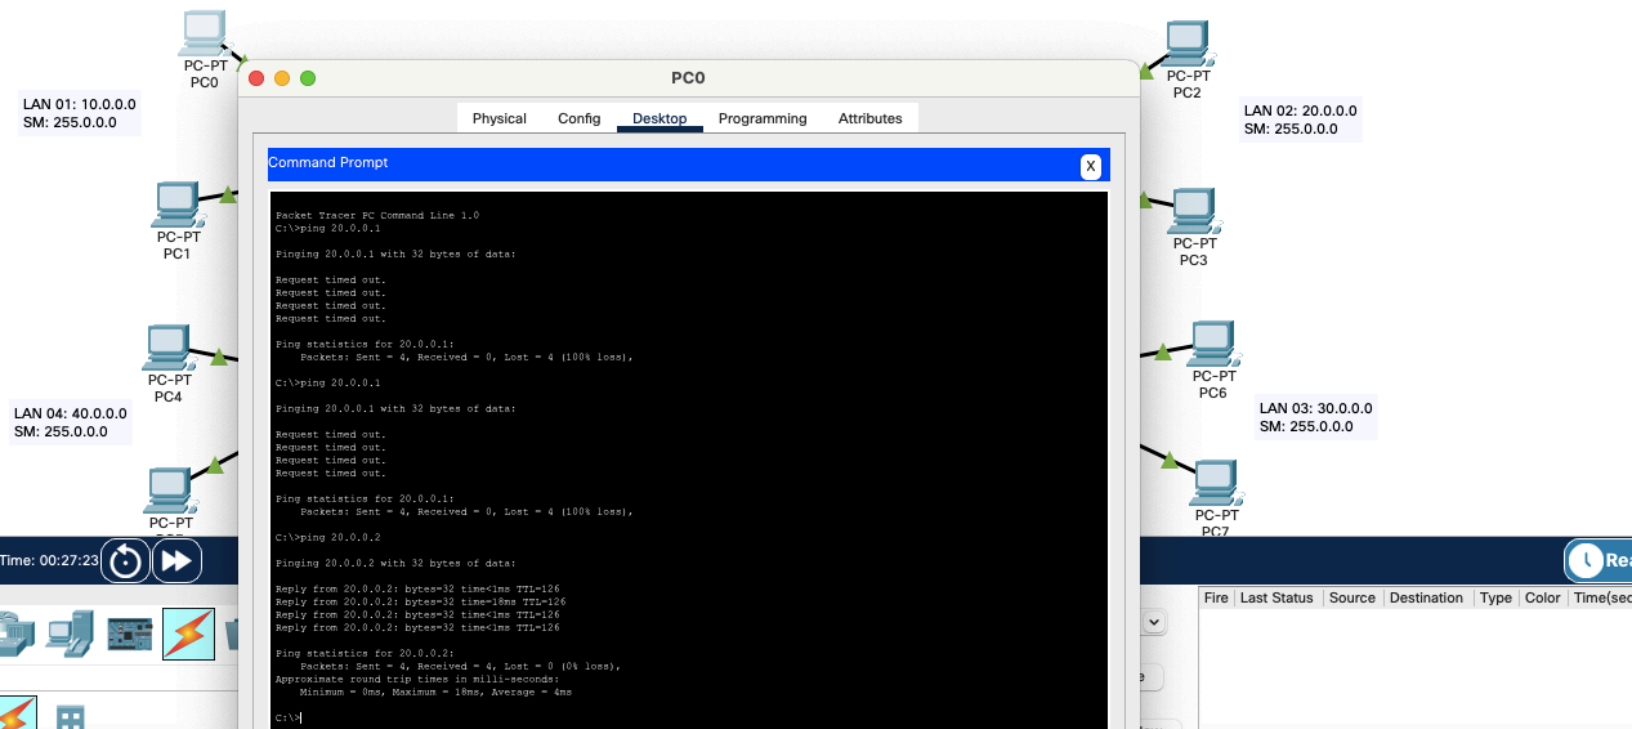 PC-PT
PC0
LAN 01: 10.0.0.0
SM: 255.0.0.0
PC-PT
PC1
PC-PT
PC4
LAN 04: 40.0.0.0
SM: 255.0.0.0
PC-PT
PC0
Physical
Config
Desktop
Programming
Attributes
Command Prompt
X
Packet Tracer PC Command Line 1.0
C:\>ping 20.0.0.1
Pinging 20.0.0.1 with 32 bytes of data:
Request timed out.
Request timed out.
Request timed out.
Request timed out.
Ping statistics for 20.0.0.1:
Packets: Sent = 4, Received = 0, Lost = 4 (100% loss),
C:\>ping 20.0.0.1
Pinging 20.0.0.1 with 32 bytes of data:
Request timed out.
Request timed out.
Request timed out.
Request timed out.
Ping statistics for 20.0.0.1:
Packets: Sent = 4, Received = 0, Lost = 4 (100% loss),
C:\>ping 20.0.0.2
Pinging 20.0.0.2 with 32 bytes of data:
Reply from 20.0.0.2: bytes=32 time<1ms TTL=126
Reply from 20.0.0.2: bytes=32 time=18ms TTL=126
Reply from 20.0.0.2: bytes=32 time<1ms TTL=126
Reply from 20.0.0.2: bytes=32 time<1ms TTL=126
Ping statistics for 20.0.0.2:
Packets: Sent = 4, Received = 4, Lost = 0 (0% loss),
Approximate round trip times in milli-seconds:
Minimum = 0ms, Maximum = 18ms, Average = 4ms
C:\>
PC-PT
PC2
LAN 02: 20.0.0.0
SM: 255.0.0.0
PC-PT
PC3
PC-PT
PC6
LAN 03: 30.0.0.0
SM: 255.0.0.0
PC-PT
PC7
Time: 00:27:23
Rea
Fire Last Status Source Destination Type Color Time(sec